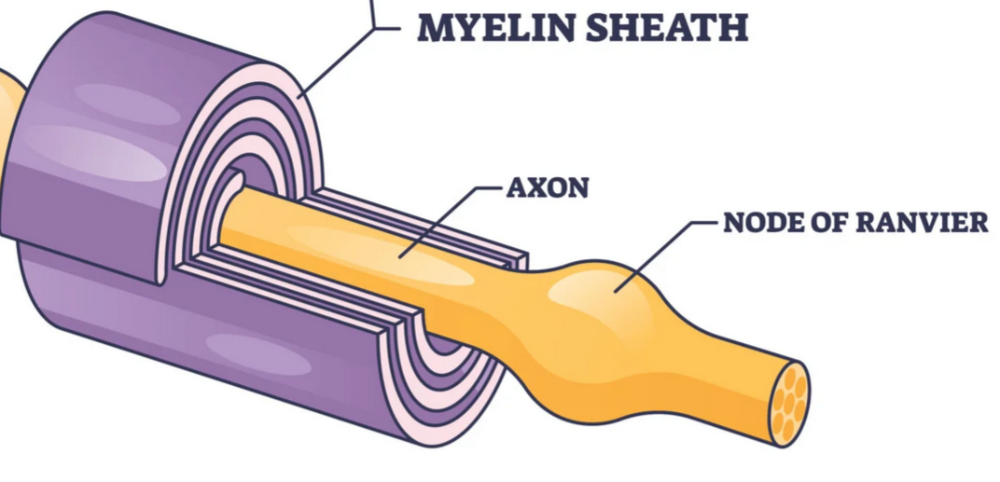 MYELIN SHEATH
AXON
NODE OF RANVIER